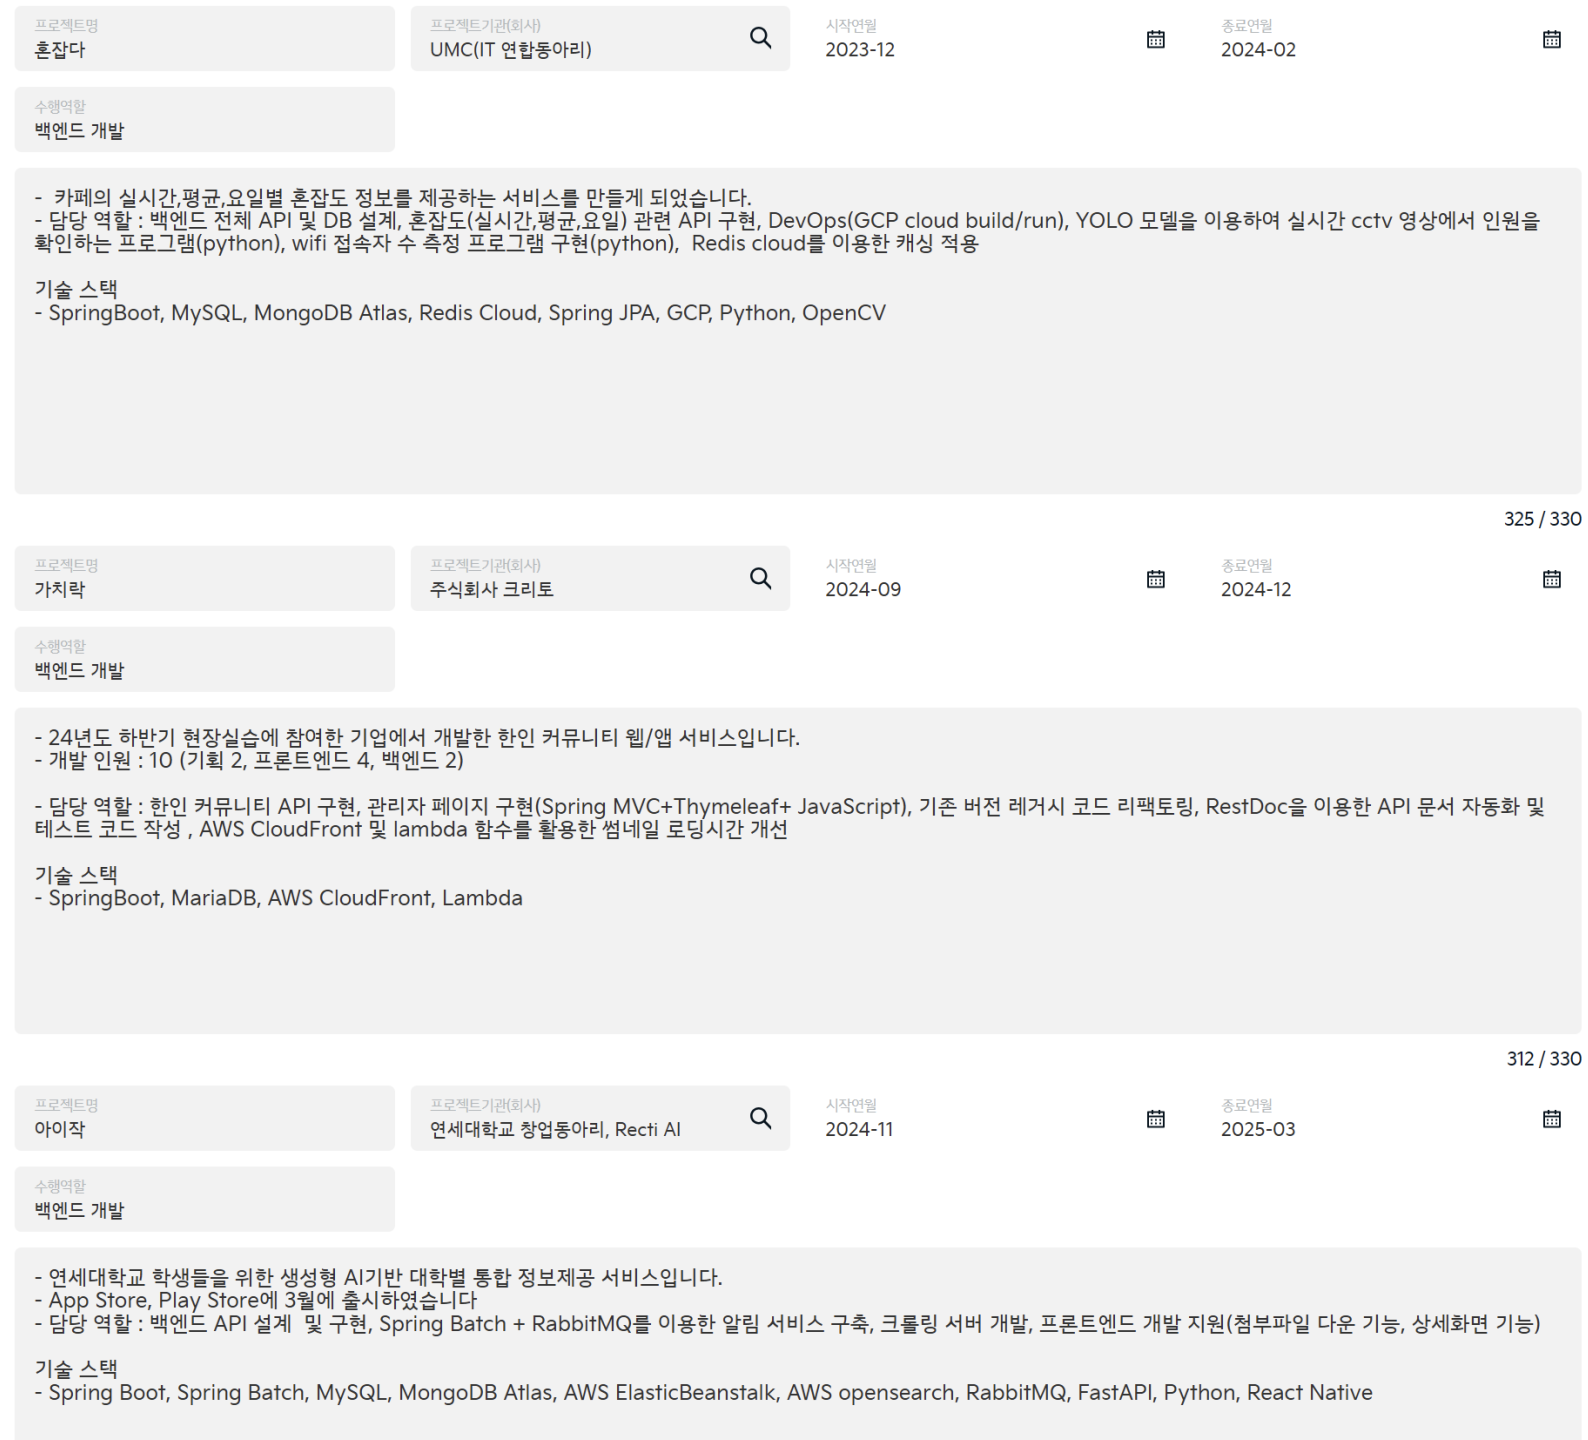 프로젝트명
혼잡다
프로젝트기관(회사)
UMC(IT 연합동아리)
시작연월
2023-12
종료연월
2024-02
수행역할
백엔드 개발
-  카페의 실시간,평균,요일별 혼잡도 정보를 제공하는 서비스를 만들게 되었습니다.
- 담당 역할 : 백엔드 전체 API 및 DB 설계, 혼잡도(실시간,평균,요일) 관련 API 구현, DevOps(GCP cloud build/run), YOLO 모델을 이용하여 실시간 cctv 영상에서 인원을
확인하는 프로그램(python), wifi 접속자 수 측정 프로그램 구현(python),  Redis cloud를 이용한 캐싱 적용
기술 스택
- SpringBoot, MySQL, MongoDB Atlas, Redis Cloud, Spring JPA, GCP, Python, OpenCV
325 / 330
프로젝트명
가치락
프로젝트기관(회사)
주식회사 크리토
시작연월
2024-09
종료연월
2024-12
수행역할
백엔드 개발
- 24년도 하반기 현장실습에 참여한 기업에서 개발한 한인 커뮤니티 웹/앱 서비스입니다.
- 개발 인원 : 10 (기획 2, 프론트엔드 4, 백엔드 2)
- 담당 역할 : 한인 커뮤니티 API 구현, 관리자 페이지 구현(Spring MVC+Thymeleaf+ JavaScript), 기존 버전 레거시 코드 리팩토링, RestDoc을 이용한 API 문서 자동화 및
테스트 코드 작성 , AWS CloudFront 및 lambda 함수를 활용한 썸네일 로딩시간 개선
기술 스택
- SpringBoot, MariaDB, AWS CloudFront, Lambda
312 / 330
프로젝트명
아이작
프로젝트기관(회사)
연세대학교 창업동아리, Recti AI
시작연월
2024-11
종료연월
2025-03
수행역할
백엔드 개발
- 연세대학교 학생들을 위한 생성형 AI기반 대학별 통합 정보제공 서비스입니다.
- App Store, Play Store에 3월에 출시하였습니다
- 담당 역할 : 백엔드 API 설계  및 구현, Spring Batch + RabbitMQ를 이용한 알림 서비스 구축, 크롤링 서버 개발, 프론트엔드 개발 지원(첨부파일 다운 기능, 상세화면 기능)
기술 스택
- Spring Boot, Spring Batch, MySQL, MongoDB Atlas, AWS ElasticBeanstalk, AWS opensearch, RabbitMQ, FastAPI, Python, React Native